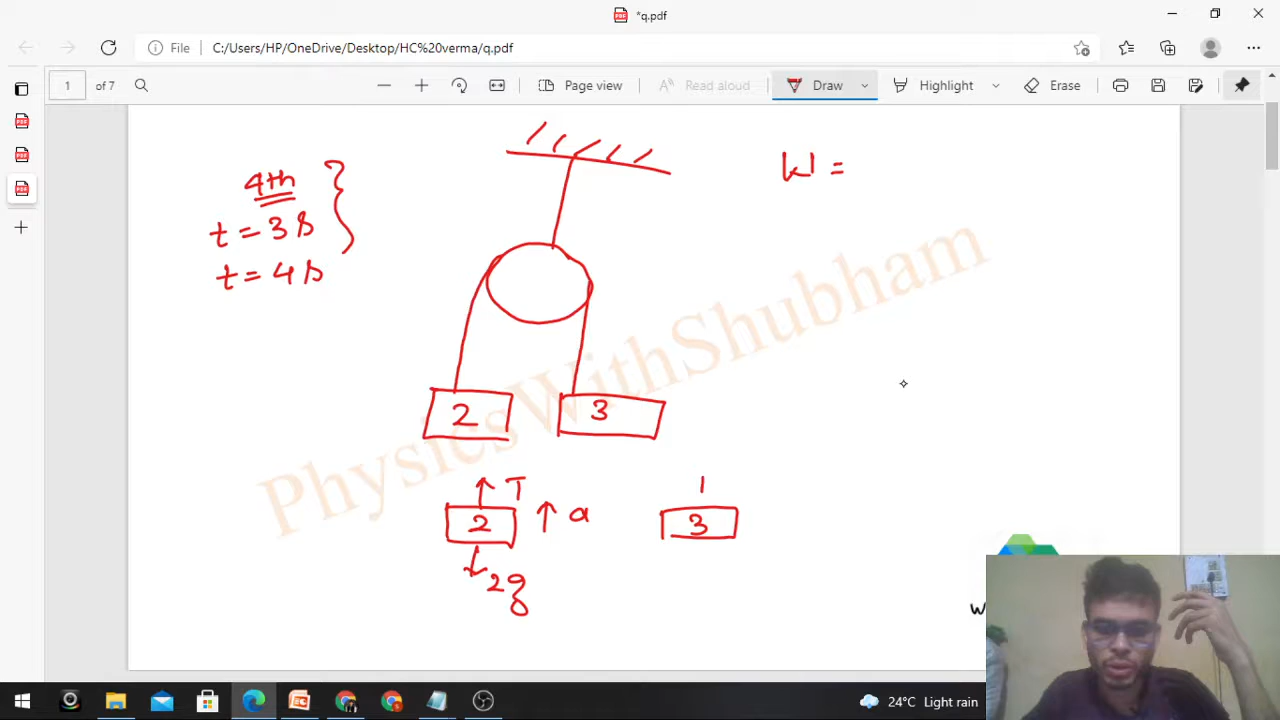 *q.pdf
File C:/Users/HP/OneDrive/Desktop/HC%20verma/q.pdf
1 of 7 Page view Read aloud Draw Highlight Erase
4th
t = 3s
t = 4s
W =
PhysicsWithShubham
2 3
T
2 a 3
2g
W
24°C Light rain